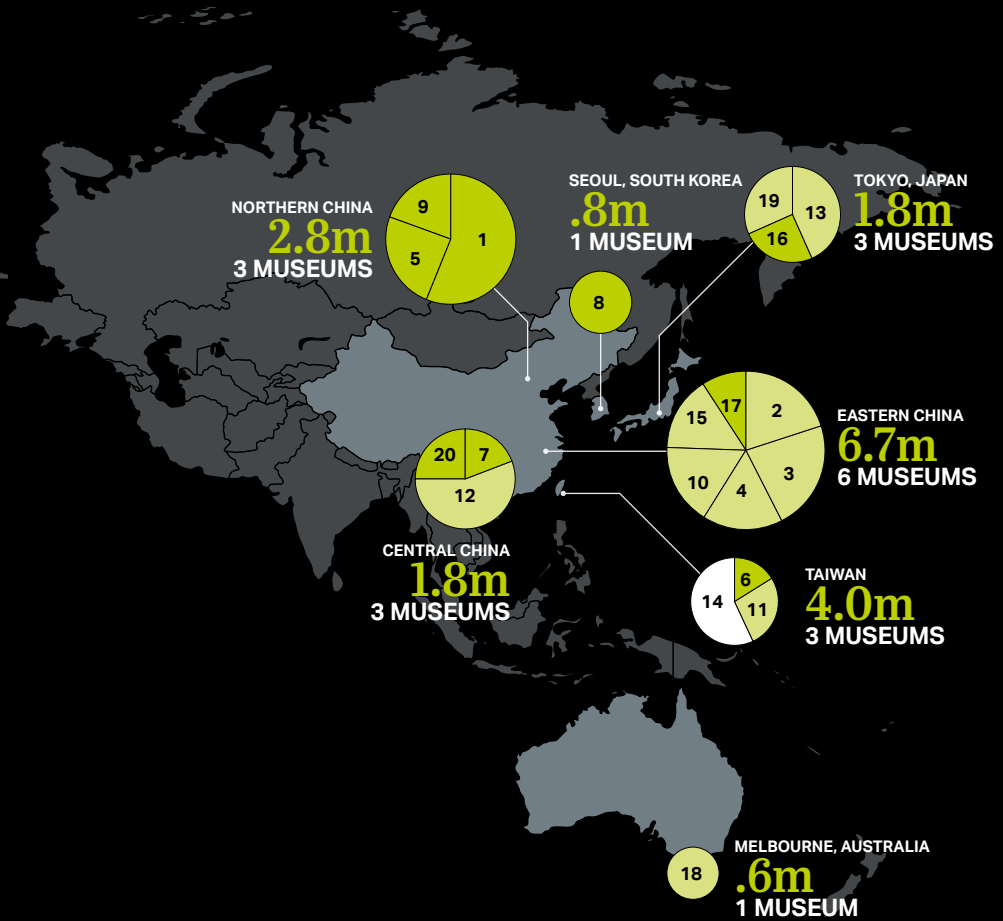 NORTHERN CHINA
2.8m
3 MUSEUMS
9
1
5
SEOUL, SOUTH KOREA
.8m
1 MUSEUM
8
19
13
16
TOKYO, JAPAN
1.8m
3 MUSEUMS
17
2
15
3
10
4
EASTERN CHINA
6.7m
6 MUSEUMS
20
7
12
CENTRAL CHINA
1.8m
3 MUSEUMS
6
14
11
TAIWAN
4.0m
3 MUSEUMS
18
MELBOURNE, AUSTRALIA
.6m
1 MUSEUM